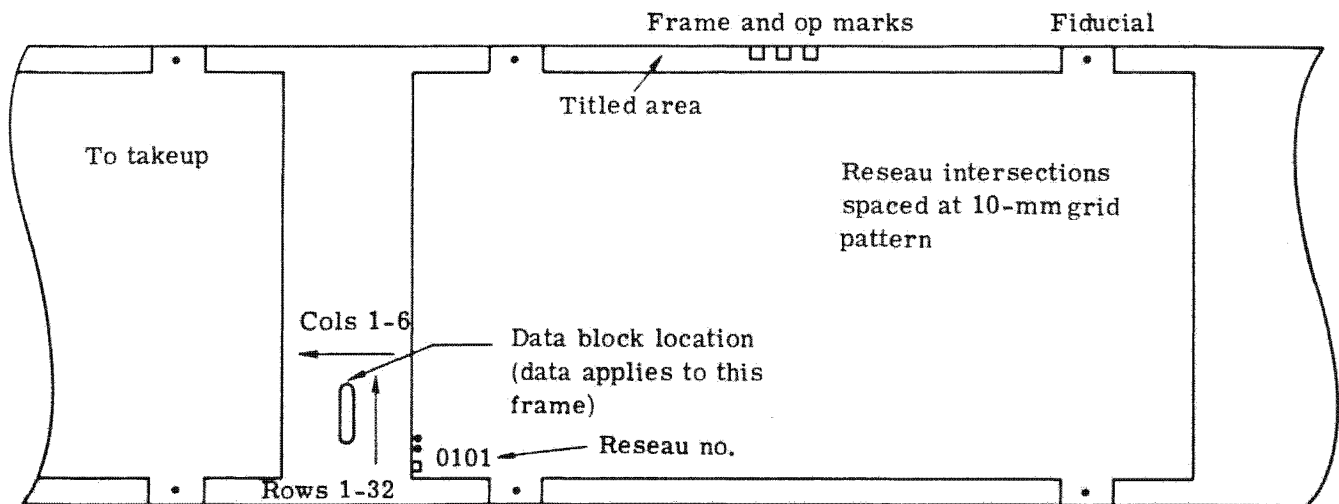 Frame and op marks
Fiducial
Titled area
To takeup
Reseau intersections
spaced at 10-mm grid
pattern
Cols 1-6
Data block location
(data applies to this
frame)
0101
Reseau no.
Rows 1-32